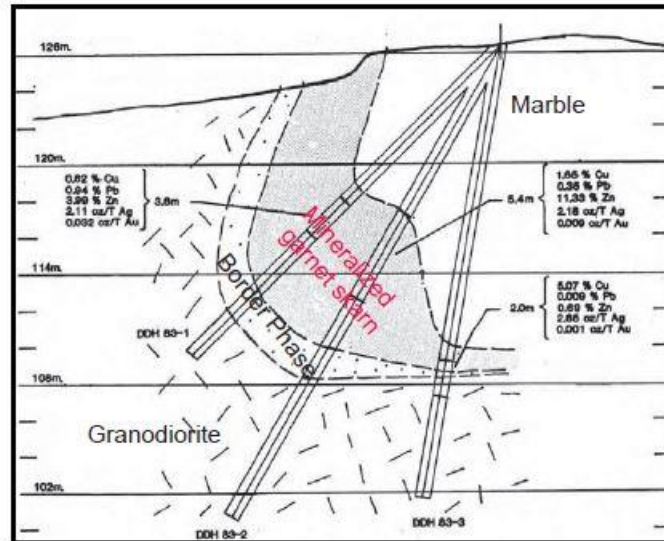 126m.
Marble
120m.
0.62 % Cu
0.94 % Pb
3.99 % Zn
2.11 oz/T Ag
0.032 oz/T Au
3.8m
1.66 % Cu
0.36 % Pb
11.33 % Zn
2.18 oz/T Ag
0.009 oz/T Au
5.4m
Mineralized
garnet skarn
114m.
Border Phase
5.07 % Cu
0.009 % Pb
0.69 % Zn
2.86 oz/T Ag
0.001 oz/T Au
2.0m
DDH 83-1
108m.
Granodiorite
102m.
DDH 83-2
DDH 83-3